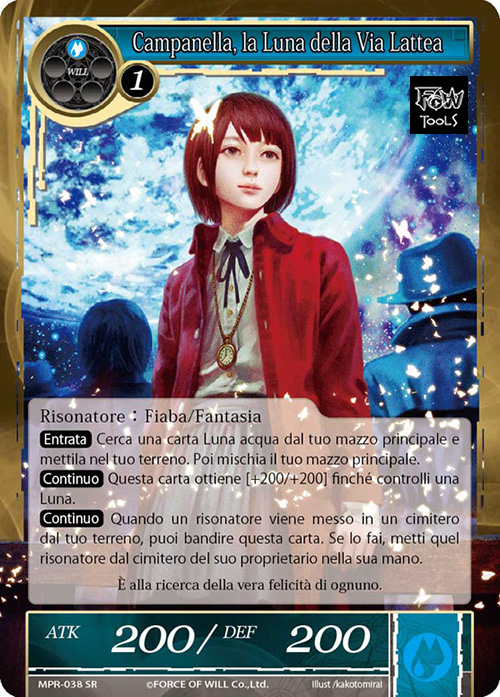 Campanella, la Luna della Via Lattea
WILL
1
FOW
TOOLS
Risonatore : Fiaba/Fantasia
Entrata Cerca una carta Luna acqua dal tuo mazzo principale e
mettila nel tuo terreno. Poi mischia il tuo mazzo principale.
Continuo Questa carta ottiene [+200/+200] finché controlli una
Luna.
Continuo Quando un risonatore viene messo in un cimitero
dal tuo terreno, puoi bandire questa carta. Se lo fai, metti quel
risonatore dal cimitero del suo proprietario nella sua mano.
È alla ricerca della vera felicità di ognuno.
ATK 200/ DEF 200
MPR-038 SR ©FORCE OF WILL Co.,Ltd. Illust /kakotomirai